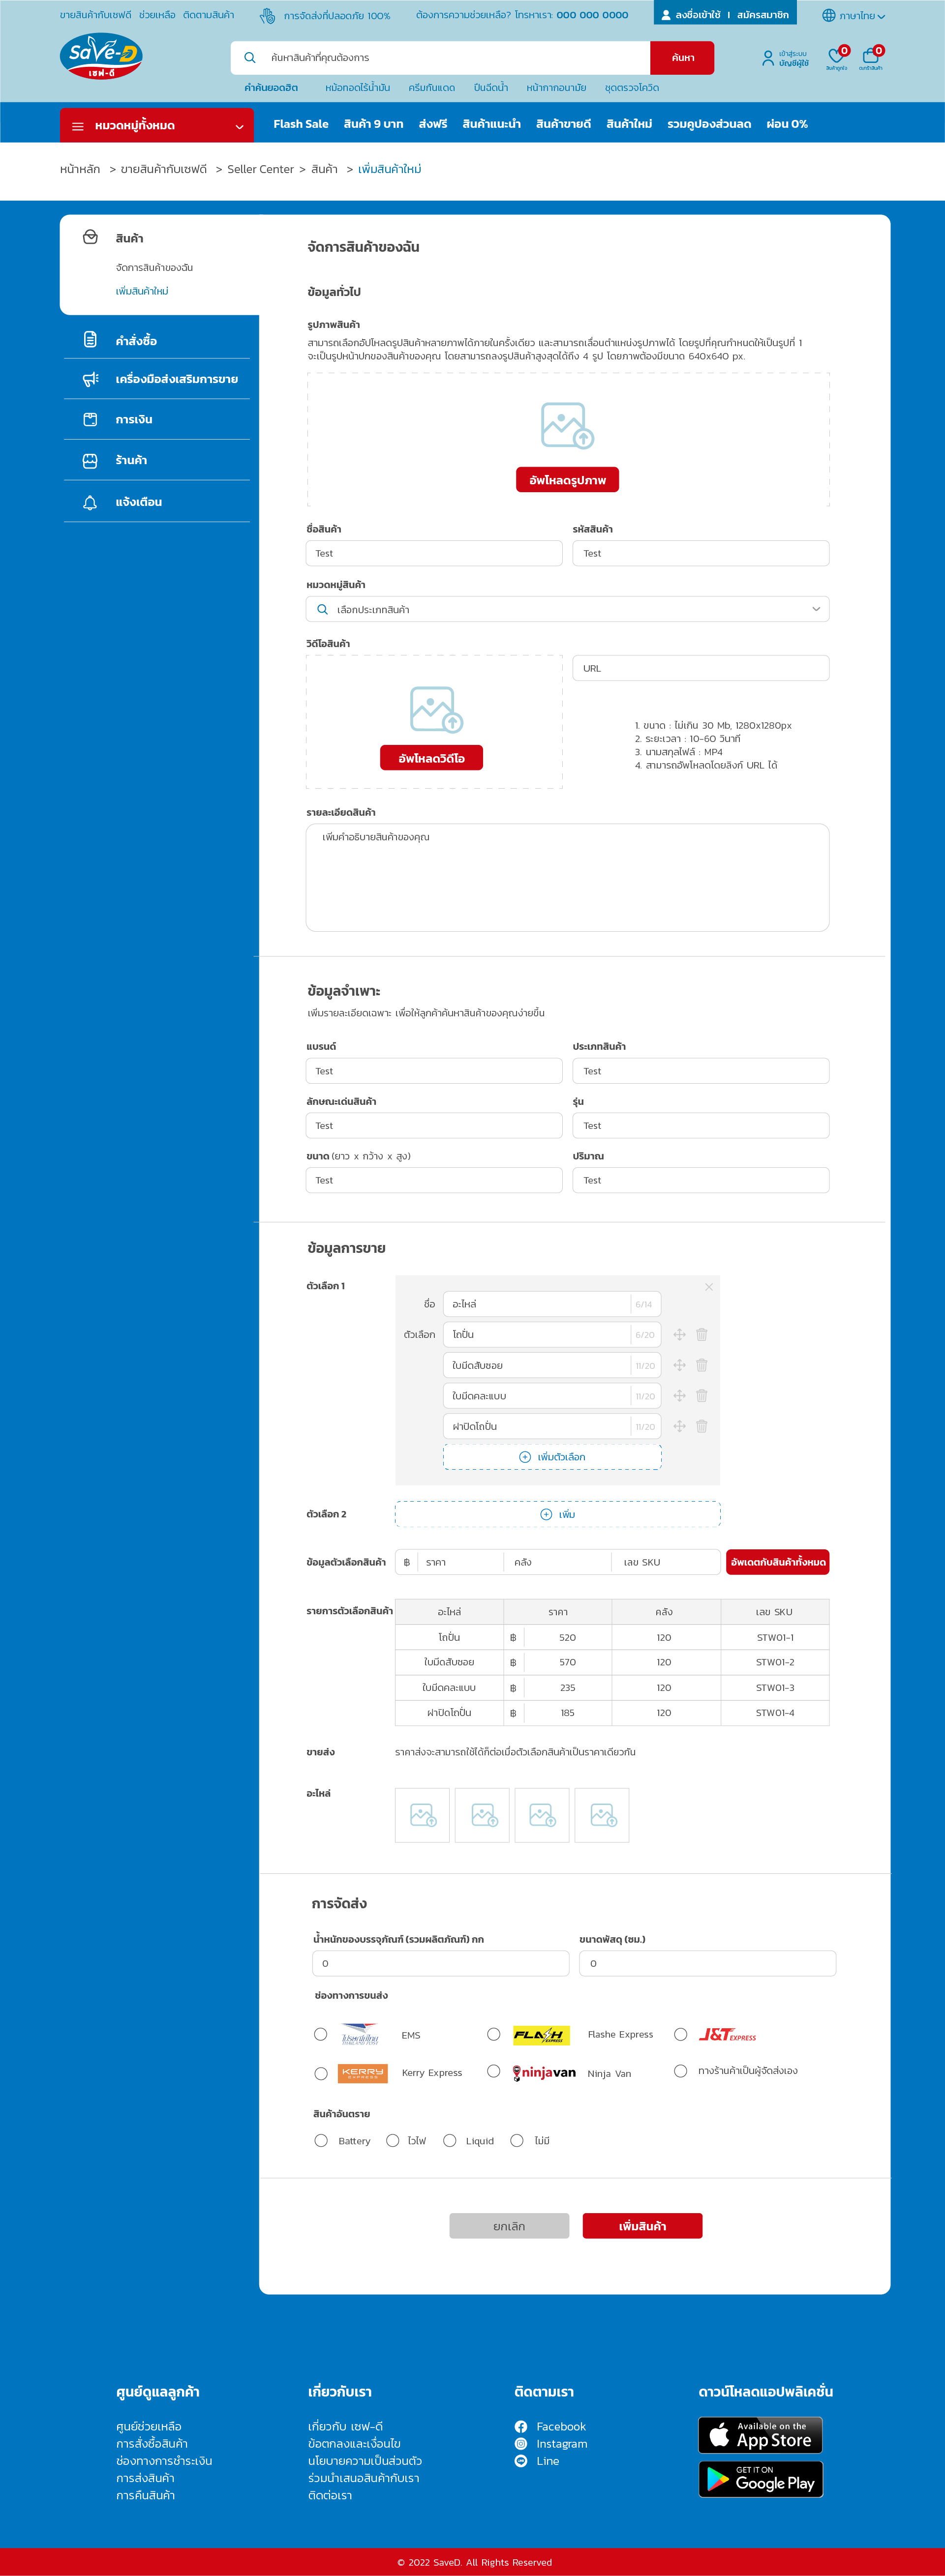 ขายสินค้ากับเซฟดี ช่วยเหลือ ติดตามสินค้า การจัดส่งที่ปลอดภัย 100% ต้องการความช่วยเหลือ? โทรหาเรา: 000 000 0000 ลงชื่อเข้าใช้ | สมัครสมาชิก ภาษาไทย
SaVe-D
เซฟ-ดี
ค้นหาสินค้าที่คุณต้องการ ค้นหา
เข้าสู่ระบบ
บัญชีผู้ใช้
0 0
สินค้าถูกใจ ตะกร้าสินค้า
คำค้นยอดฮิต หม้อทอดไร้น้ำมัน ครีมกันแดด ปืนฉีดน้ำ หน้ากากอนามัย ชุดตรวจโควิด
หมวดหมู่ทั้งหมด Flash Sale สินค้า 9 บาท ส่งฟรี สินค้าแนะนำ สินค้าขายดี สินค้าใหม่ รวมคูปองส่วนลด ผ่อน 0%
หน้าหลัก > ขายสินค้ากับเซฟดี > Seller Center > สินค้า > เพิ่มสินค้าใหม่
สินค้า
จัดการสินค้าของฉัน
เพิ่มสินค้าใหม่
คำสั่งซื้อ
เครื่องมือส่งเสริมการขาย
การเงิน
ร้านค้า
แจ้งเตือน
จัดการสินค้าของฉัน
ข้อมูลทั่วไป
รูปภาพสินค้า
สามารถเลือกอัปโหลดรูปสินค้าหลายภาพได้ภายในครั้งเดียว และสามารถเลื่อนตำแหน่งรูปภาพได้ โดยรูปที่คุณกำหนดให้เป็นรูปที่ 1
จะเป็นรูปหน้าปกของสินค้าของคุณ โดยสามารถลงรูปสินค้าสูงสุดได้ถึง 4 รูป โดยภาพต้องมีขนาด 640x640 px.
อัพโหลดรูปภาพ
ชื่อสินค้า รหัสสินค้า
Test Test
หมวดหมู่สินค้า
เลือกประเภทสินค้า
วิดีโอสินค้า
URL
อัพโหลดวิดีโอ
1. ขนาด : ไม่เกิน 30 Mb, 1280x1280px
2. ระยะเวลา : 10-60 วินาที
3. นามสกุลไฟล์ : MP4
4. สามารถอัพโหลดโดยลิงก์ URL ได้
รายละเอียดสินค้า
เพิ่มคำอธิบายสินค้าของคุณ
ข้อมูลจำเพาะ
เพิ่มรายละเอียดเฉพาะ เพื่อให้ลูกค้าค้นหาสินค้าของคุณง่ายขึ้น
แบรนด์ ประเภทสินค้า
Test Test
ลักษณะเด่นสินค้า รุ่น
Test Test
ขนาด (ยาว x กว้าง x สูง) ปริมาณ
Test Test
ข้อมูลการขาย
ตัวเลือก 1
ชื่อ อะไหล่ 6/14
ตัวเลือก โถปั่น 6/20
ใบมีดสับซอย 11/20
ใบมีดคละแบบ 11/20
ฝาปิดโถปั่น 11/20
เพิ่มตัวเลือก
ตัวเลือก 2 เพิ่ม
ข้อมูลตัวเลือกสินค้า ฿ ราคา คลัง เลข SKU อัพเดตกับสินค้าทั้งหมด
รายการตัวเลือกสินค้า อะไหล่ ราคา คลัง เลข SKU
โถปั่น ฿ 520 120 STW01-1
ใบมีดสับซอย ฿ 570 120 STW01-2
ใบมีดคละแบบ ฿ 235 120 STW01-3
ฝาปิดโถปั่น ฿ 185 120 STW01-4
ขายส่ง ราคาส่งจะสามารถใช้ได้ก็ต่อเมื่อตัวเลือกสินค้าเป็นราคาเดียวกัน
อะไหล่
การจัดส่ง
น้ำหนักของบรรจุภัณฑ์ (รวมผลิตภัณฑ์) กก ขนาดพัสดุ (ซม.)
0 0
ช่องทางการขนส่ง
ไปรษณีย์ไทย THAILAND POST EMS FLASH EXPRESS Flashe Express J&T EXPRESS
KERRY EXPRESS Kerry Express ninjavan Ninja Van ทางร้านค้าเป็นผู้จัดส่งเอง
สินค้าอันตราย
Battery ไวไฟ Liquid ไม่มี
ยกเลิก เพิ่มสินค้า
ศูนย์ดูแลลูกค้า
ศูนย์ช่วยเหลือ
การสั่งซื้อสินค้า
ช่องทางการชำระเงิน
การส่งสินค้า
การคืนสินค้า
เกี่ยวกับเรา
เกี่ยวกับ เซฟ-ดี
ข้อตกลงและเงื่อนไข
นโยบายความเป็นส่วนตัว
ร่วมนำเสนอสินค้ากับเรา
ติดต่อเรา
ติดตามเรา
Facebook
Instagram
Line
ดาวน์โหลดแอปพลิเคชั่น
Available on the
App Store
GET IT ON
Google Play
© 2022 SaveD. All Rights Reserved